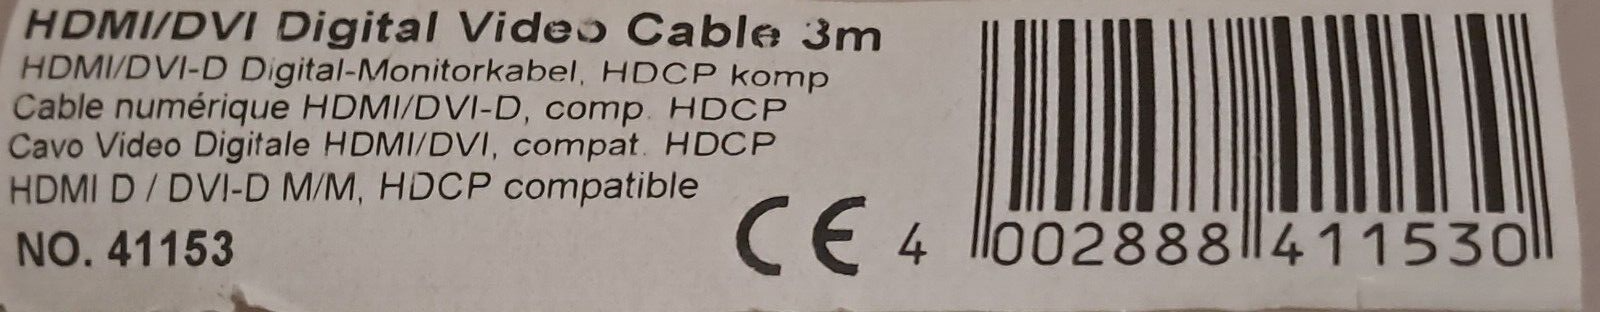 HDMI/DVI Digital Video Cable 3m
HDMI/DVI-D Digital-Monitorkabel, HDCP komp
Cable numérique HDMI/DVI-D, comp. HDCP
Cavo Video Digitale HDMI/DVI, compat. HDCP
HDMI D / DVI-D M/M, HDCP compatible
NO. 41153
CE
4 002888 411530